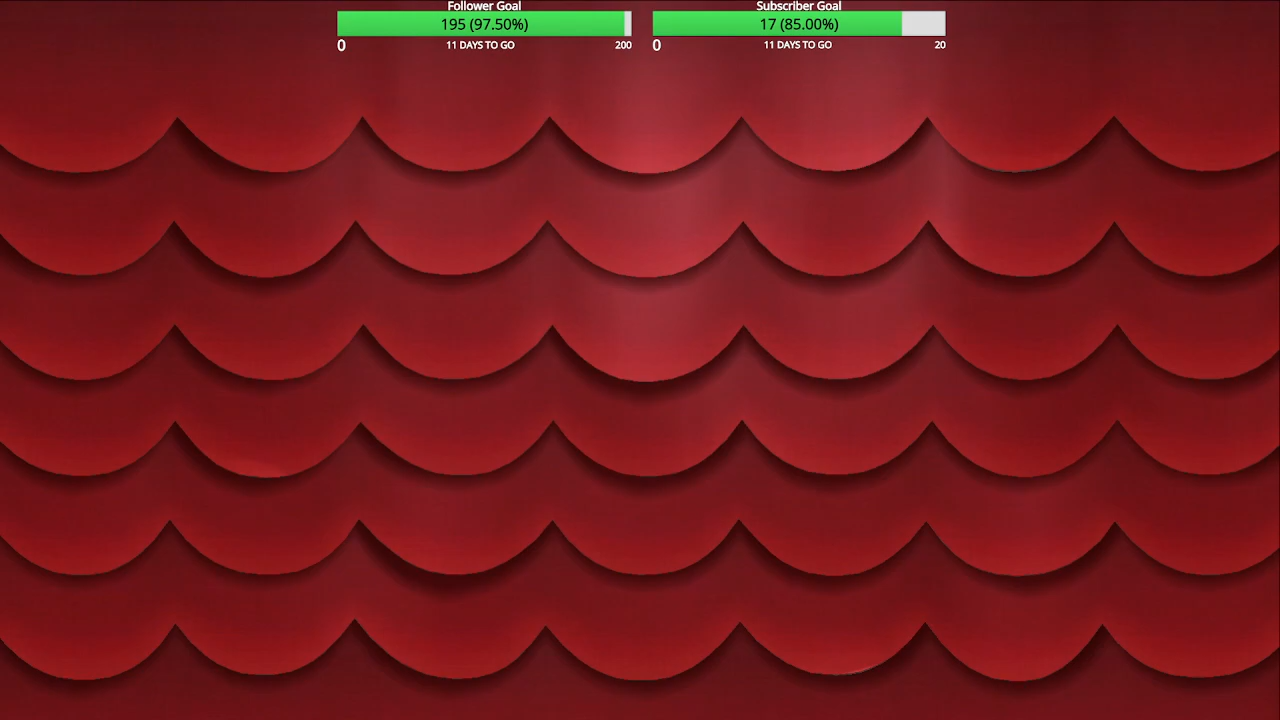 Follower Goal
195 (97.50%)
0 11 DAYS TO GO 200
Subscriber Goal
17 (85.00%)
0 11 DAYS TO GO 20